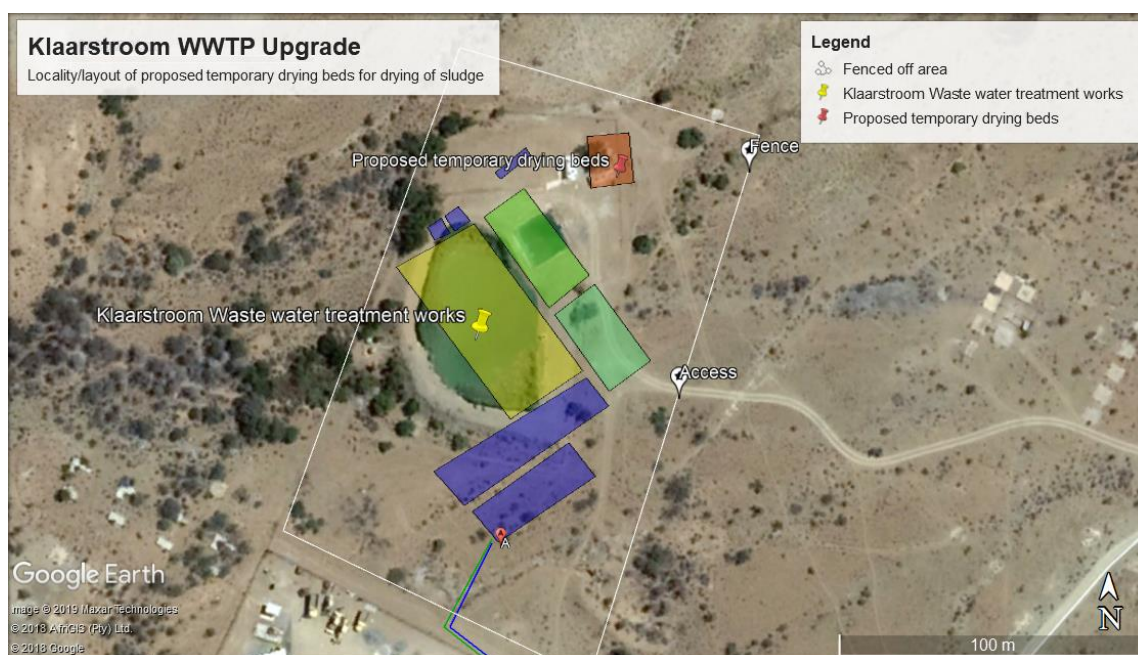 Klaarstroom WWTP Upgrade
Locality/layout of proposed temporary drying beds for drying of sludge
Legend
Fenced off area
Klaarstroom Waste water treatment works
Proposed temporary drying beds
Fence
Proposed temporary drying beds
Klaarstroom Waste water treatment works
Access
A
Google Earth
Image © 2019 Maxar Technologies
© 2018 AfriGIS (Pty) Ltd.
© 2018 Google
N
100 m